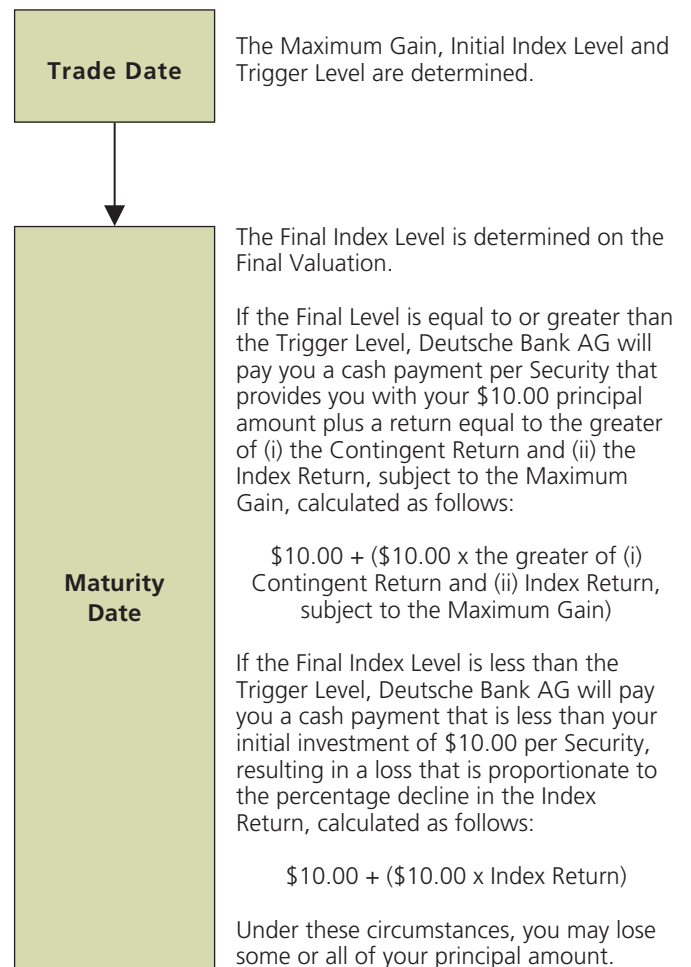 Trade Date
The Maximum Gain, Initial Index Level and
Trigger Level are determined.
Maturity
Date
The Final Index Level is determined on the
Final Valuation.
If the Final Level is equal to or greater than
the Trigger Level, Deutsche Bank AG will
pay you a cash payment per Security that
provides you with your $10.00 principal
amount plus a return equal to the greater
of (i) the Contingent Return and (ii) the
Index Return, subject to the Maximum
Gain, calculated as follows:
$10.00 + ($10.00 x the greater of (i)
Contingent Return and (ii) Index Return,
subject to the Maximum Gain)
If the Final Index Level is less than the
Trigger Level, Deutsche Bank AG will pay
you a cash payment that is less than your
initial investment of $10.00 per Security,
resulting in a loss that is proportionate to
the percentage decline in the Index
Return, calculated as follows:
$10.00 + ($10.00 x Index Return)
Under these circumstances, you may lose
some or all of your principal amount.